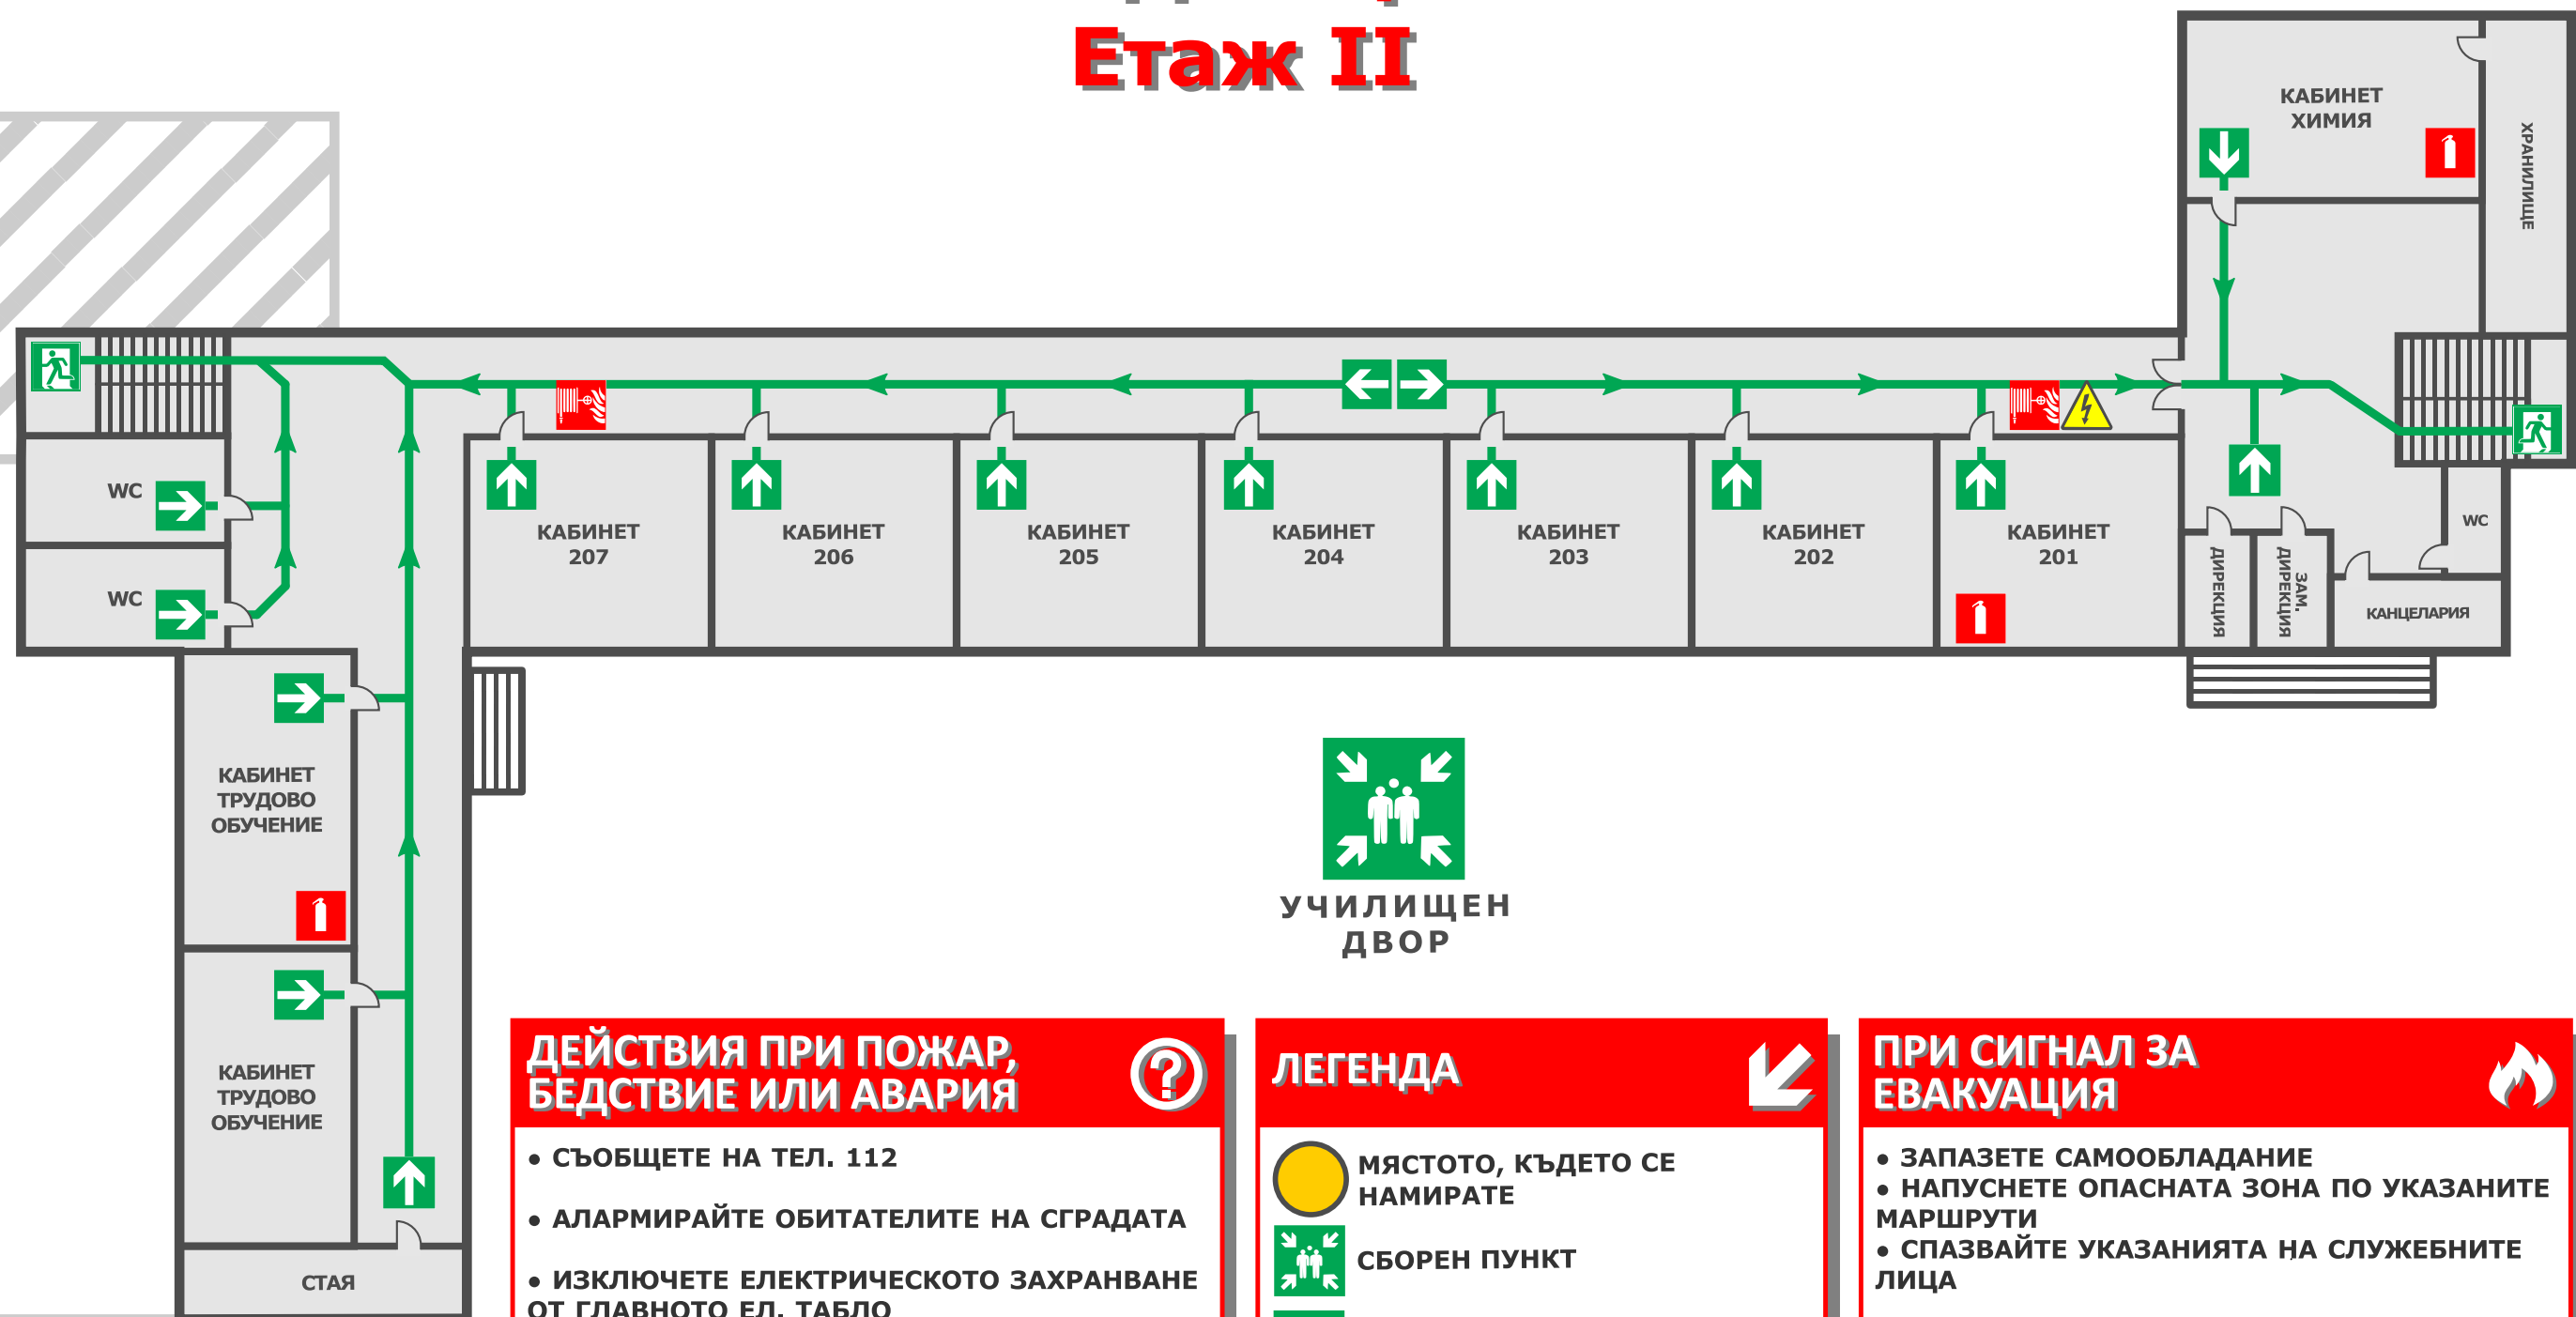 Етаж II
КАБИНЕТ
ХИМИЯ
ХРАНИЛИЩЕ
WC
WC
КАБИНЕТ
207
КАБИНЕТ
206
КАБИНЕТ
205
КАБИНЕТ
204
КАБИНЕТ
203
КАБИНЕТ
202
КАБИНЕТ
201
ДИРЕКЦИЯ
ЗАМ.
ДИРЕКЦИЯ
WC
КАНЦЕЛАРИЯ
КАБИНЕТ
ТРУДОВО
ОБУЧЕНИЕ
КАБИНЕТ
ТРУДОВО
ОБУЧЕНИЕ
СТАЯ
УЧИЛИЩЕН
ДВОР
ДЕЙСТВИЯ ПРИ ПОЖАР,
БЕДСТВИЕ ИЛИ АВАРИЯ
• СЪОБЩЕТЕ НА ТЕЛ. 112
• АЛАРМИРАЙТЕ ОБИТАТЕЛИТЕ НА СГРАДАТА
• ИЗКЛЮЧЕТЕ ЕЛЕКТРИЧЕСКОТО ЗАХРАНВАНЕ
ОТ ГЛАВНОТО ЕЛ. ТАБЛО
ЛЕГЕНДА
МЯСТОТО, КЪДЕТО СЕ
НАМИРАТЕ
СБОРЕН ПУНКТ
ПРИ СИГНАЛ ЗА
ЕВАКУАЦИЯ
• ЗАПАЗЕТЕ САМООБЛАДАНИЕ
• НАПУСНЕТЕ ОПАСНАТА ЗОНА ПО УКАЗАНИТЕ
МАРШРУТИ
• СПАЗВАЙТЕ УКАЗАНИЯТА НА СЛУЖЕБНИТЕ
ЛИЦА